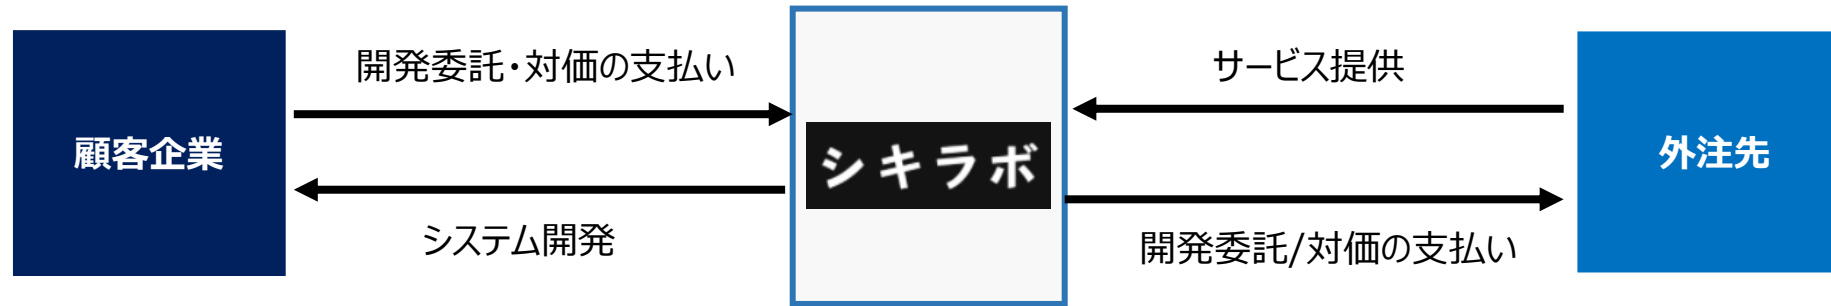 開発委託・対価の支払い
サービス提供
顧客企業
シキラボ
外注先
システム開発
開発委託/対価の支払い